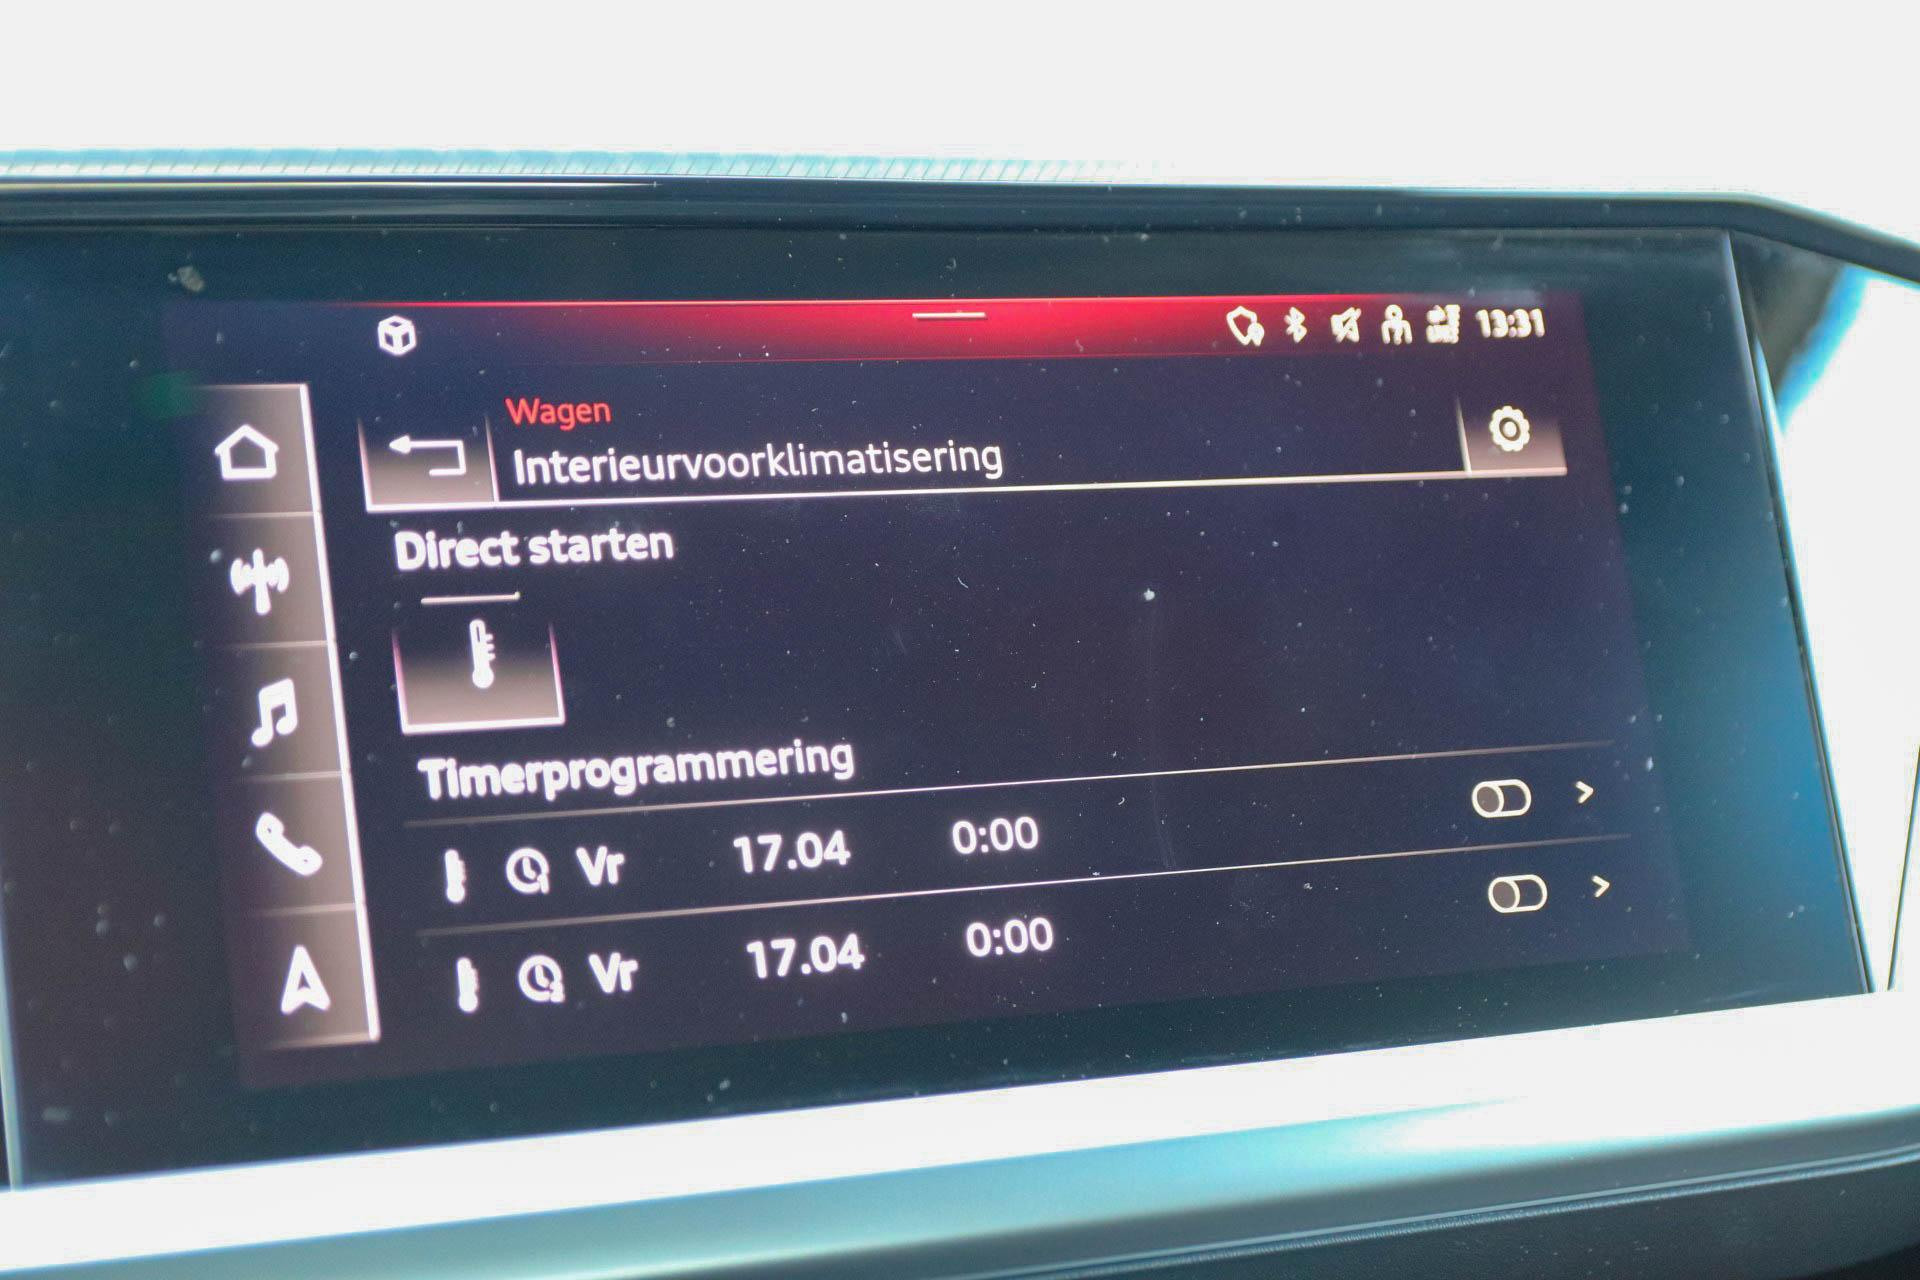 13:31
Wagen
Interieurvoorklimatisering
Direct starten
Timerprogrammering
Vr 17.04 0:00
Vr 17.04 0:00